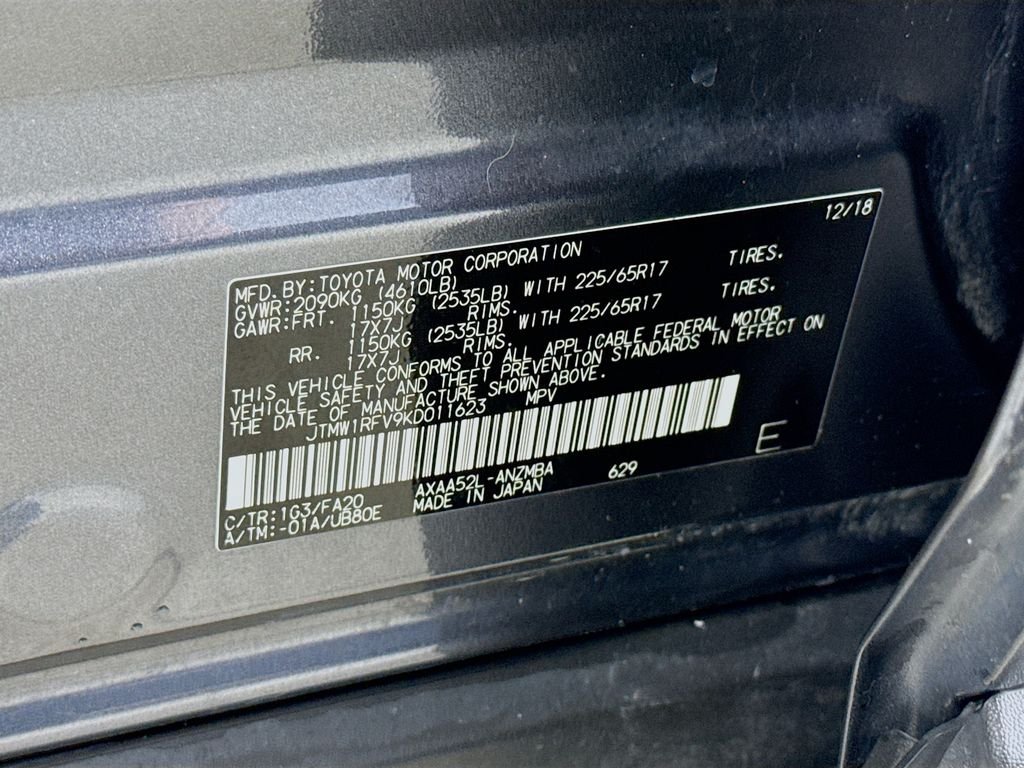 12/18
MFD. BY: TOYOTA MOTOR CORPORATION
GVWR: 2090KG (4610LB)
GAWR: FRT. 1150KG (2535LB) WITH 225/65R17 TIRES.
17X7J RIMS.
RR. 1150KG (2535LB) WITH 225/65R17 TIRES.
17X7J RIMS.
THIS VEHICLE CONFORMS TO ALL APPLICABLE FEDERAL MOTOR
VEHICLE SAFETY AND THEFT PREVENTION STANDARDS IN EFFECT ON
THE DATE OF MANUFACTURE SHOWN ABOVE.
JTMW1RFV9KD011623 MPV
E
C/TR: 1G3/FA20 AXAA52L-ANZMBA 629
A/TM: -01A/UB80E MADE IN JAPAN